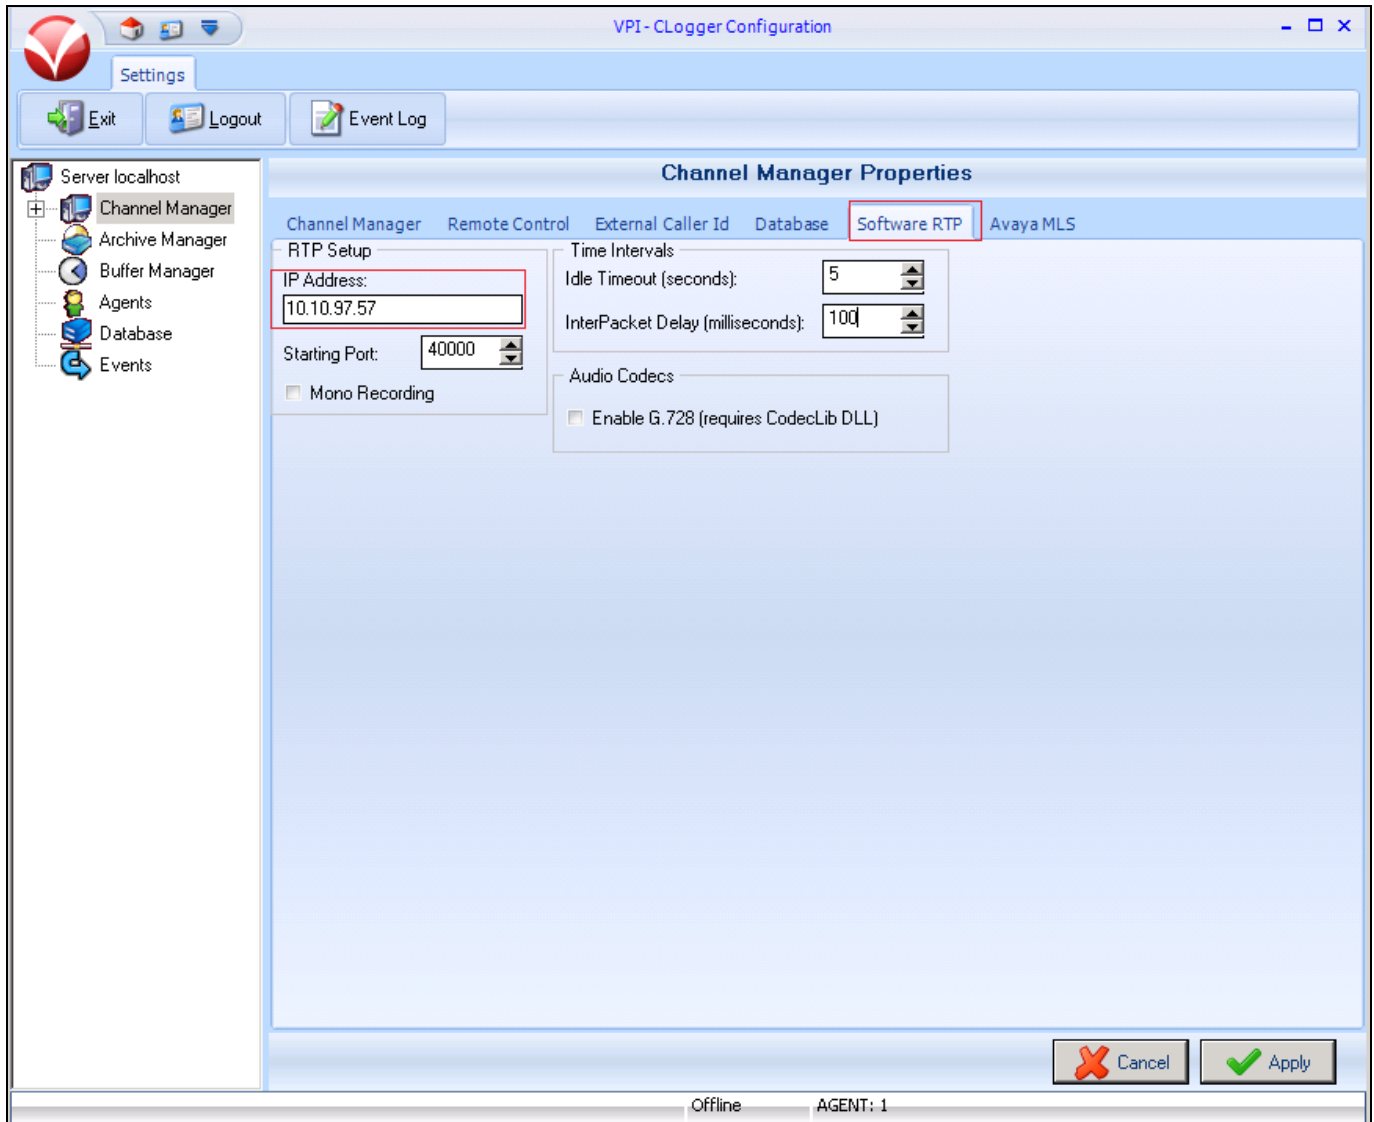 VPI - CLogger Configuration
Settings
Exit
Logout
Event Log
Server localhost
Channel Manager
Archive Manager
Buffer Manager
Agents
Database
Events
Channel Manager Properties
Channel Manager Remote Control External Caller Id Database Software RTP Avaya MLS
RTP Setup
IP Address:
10.10.97.57
Starting Port: 40000
Mono Recording
Time Intervals
Idle Timeout (seconds): 5
InterPacket Delay (milliseconds): 100
Audio Codecs
Enable G.728 (requires CodecLib DLL)
Cancel
Apply
Offline AGENT: 1